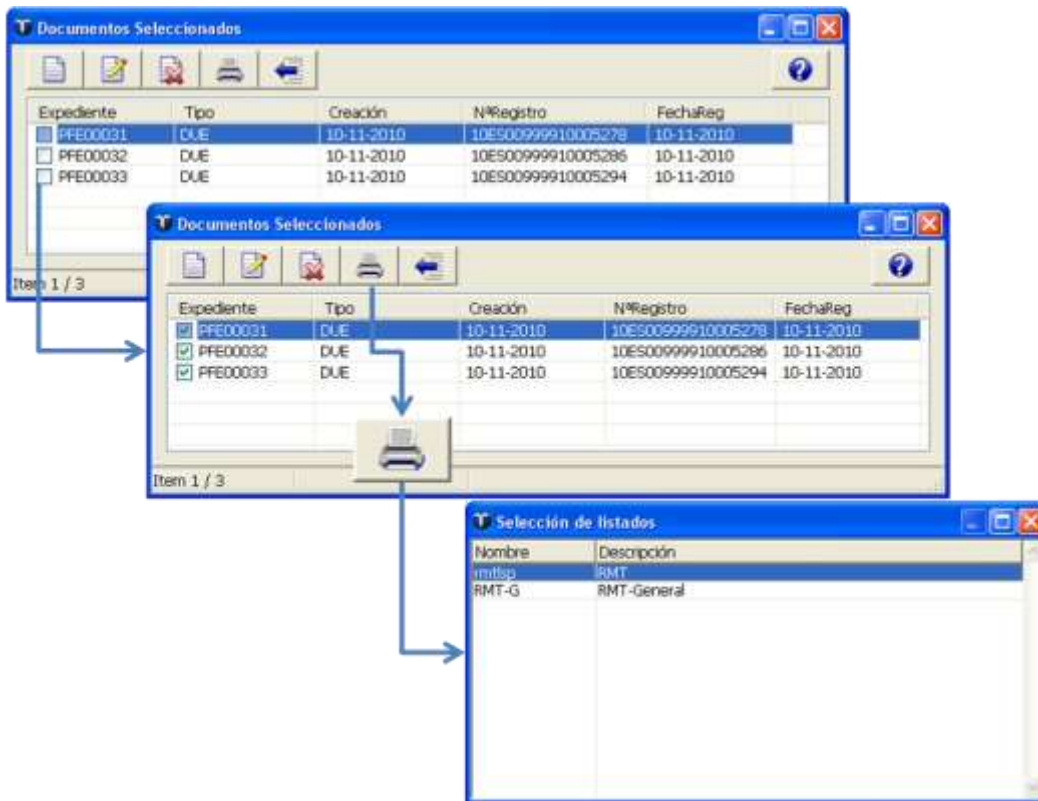 Documentos Seleccionados
Expediente Tipo Creación NªRegistro FechaReg
PFE00031 DUE 10-11-2010 10ES00999910005278 10-11-2010
PFE00032 DUE 10-11-2010 10ES00999910005286 10-11-2010
PFE00033 DUE 10-11-2010 10ES00999910005294 10-11-2010
Item 1 / 3
Documentos Seleccionados
Expediente Tipo Creación NªRegistro FechaReg
PFE00031 DUE 10-11-2010 10ES00999910005278 10-11-2010
PFE00032 DUE 10-11-2010 10ES00999910005286 10-11-2010
PFE00033 DUE 10-11-2010 10ES00999910005294 10-11-2010
Item 1 / 3
Selección de listados
Nombre Descripción
rmtlsp RMT
RMT-G RMT-General